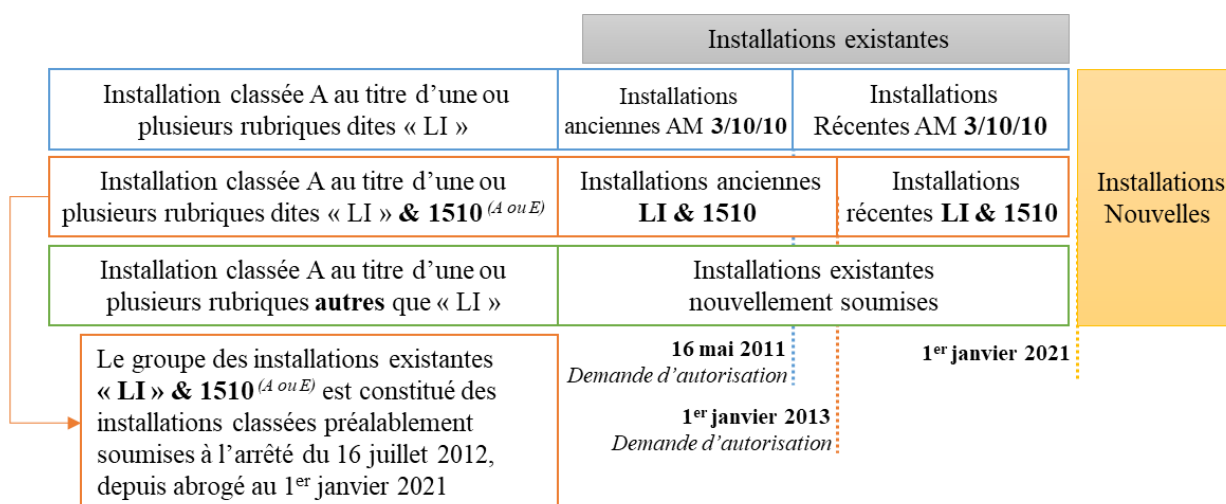 Installations existantes
Installation classée A au titre d’une ou
plusieurs rubriques dites « LI »
Installations
anciennes AM 3/10/10
Installations
Récentes AM 3/10/10
Installations
Nouvelles
Installation classée A au titre d’une ou
plusieurs rubriques dites « LI » & 1510 (A ou E)
Installations anciennes
LI & 1510
Installations
récentes LI & 1510
Installation classée A au titre d’une ou
plusieurs rubriques autres que « LI »
Installations existantes
nouvellement soumises
Le groupe des installations existantes
« LI » & 1510 (A ou E) est constitué des
installations classées préalablement
soumises à l’arrêté du 16 juillet 2012,
depuis abrogé au 1er janvier 2021
16 mai 2011
Demande d’autorisation
1er janvier 2013
Demande d’autorisation
1er janvier 2021